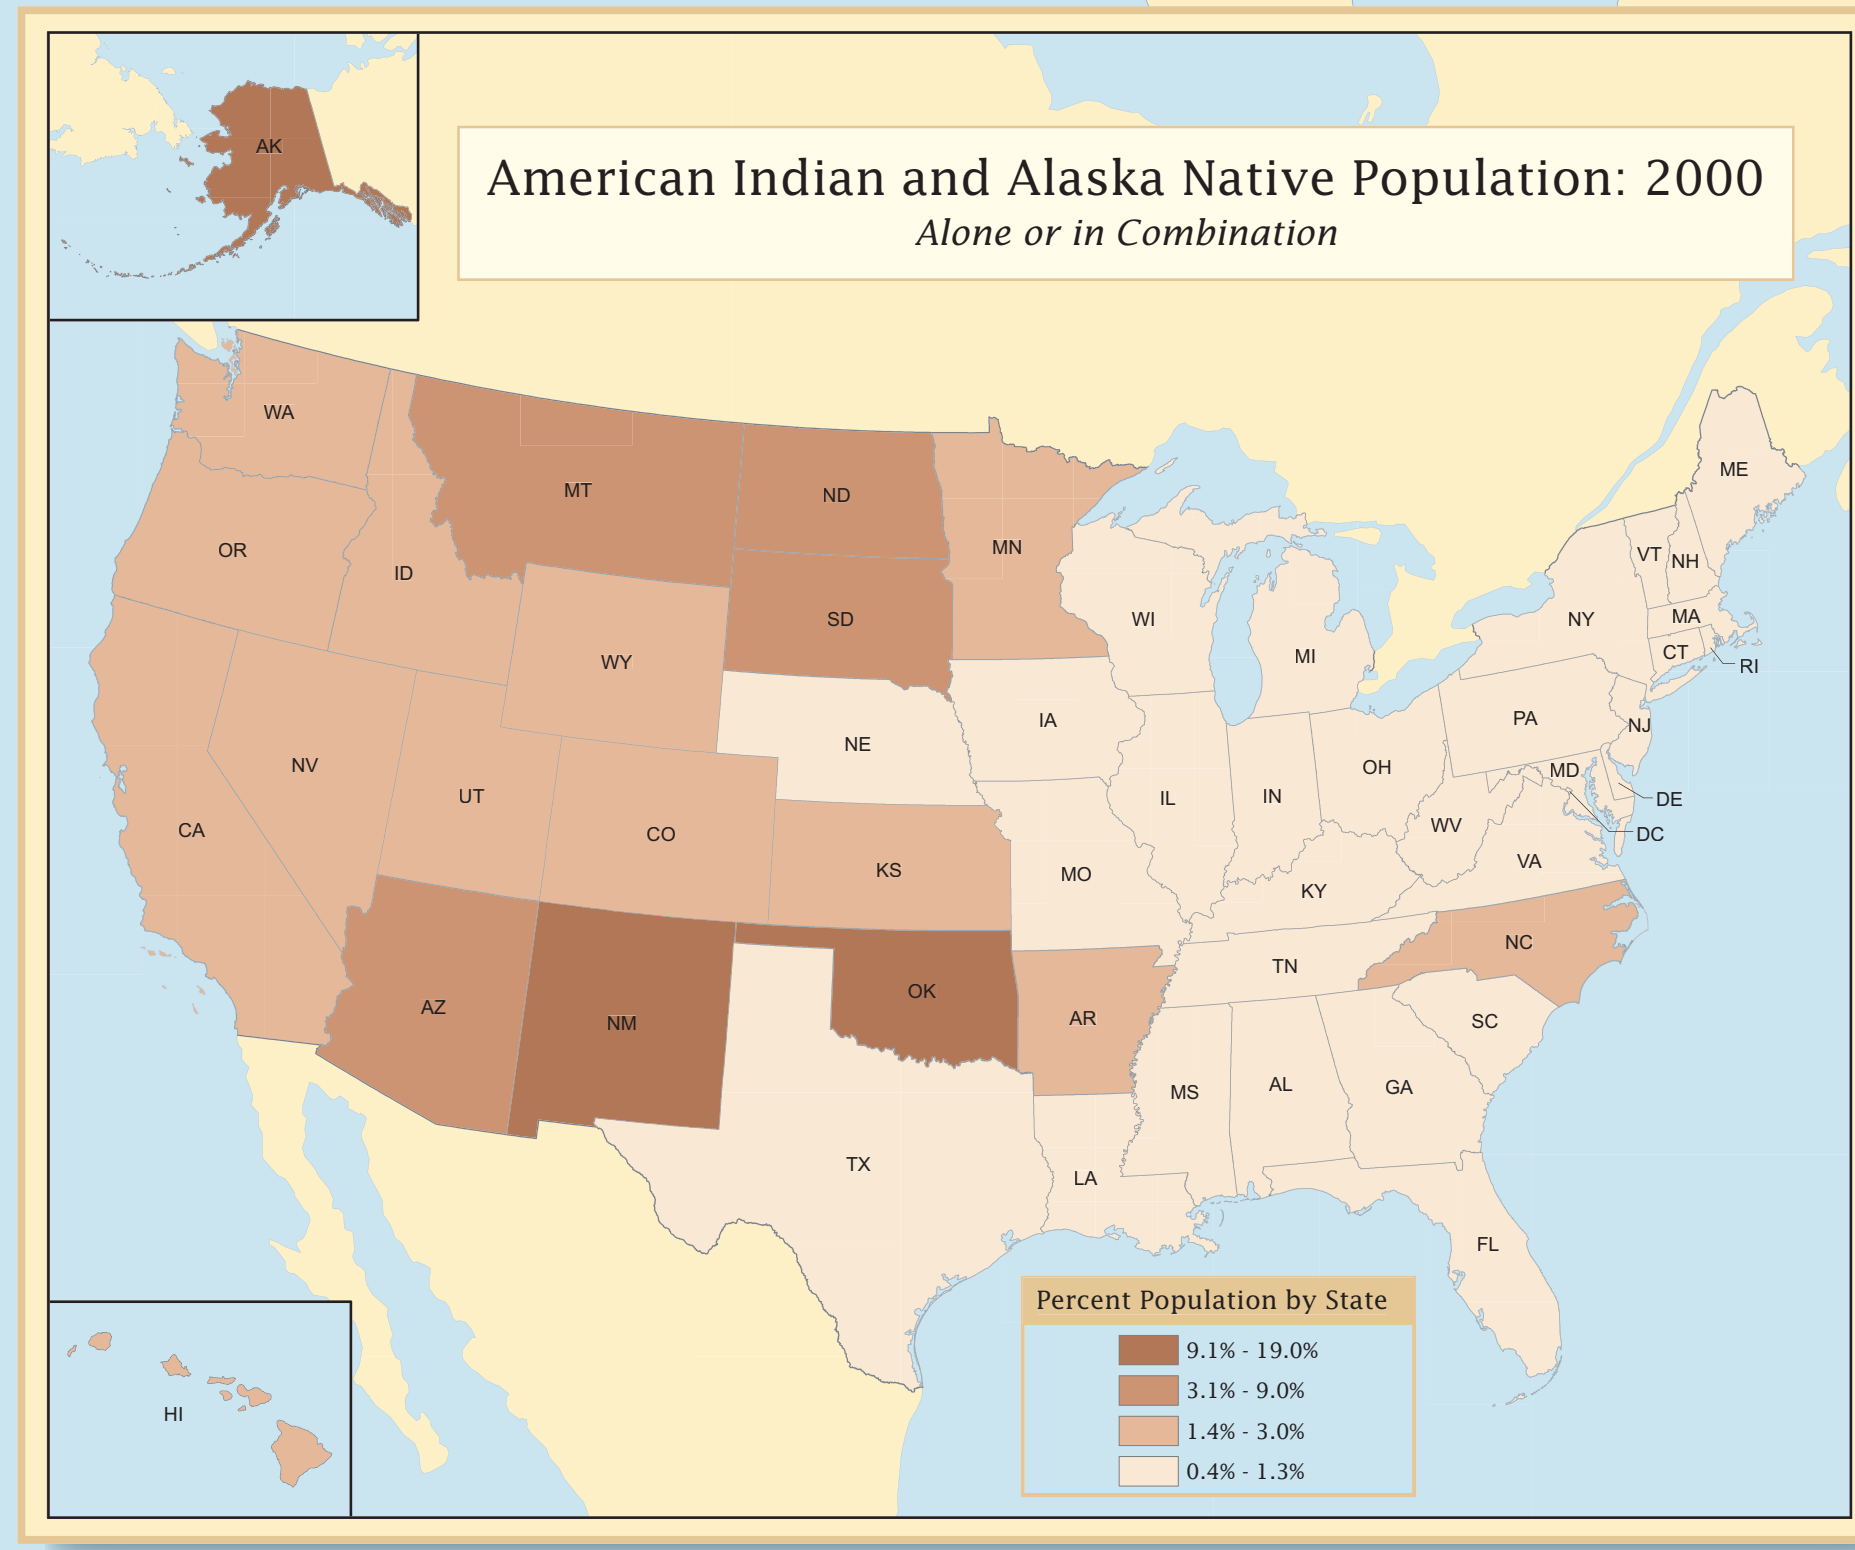 American Indian and Alaska Native Population: 2000
Alone or in Combination
AK
WA
MT
ND
MN
ME
OR
ID
SD
WI
MI
VT
NH
NY
MA
CT
RI
WY
NE
IA
PA
NJ
NV
UT
CO
KS
MO
IL
IN
OH
MD
DE
DC
WV
VA
CA
KY
NC
AZ
NM
OK
AR
TN
SC
MS
AL
GA
TX
LA
FL
HI
Percent Population by State
9.1% - 19.0%
3.1% - 9.0%
1.4% - 3.0%
0.4% - 1.3%